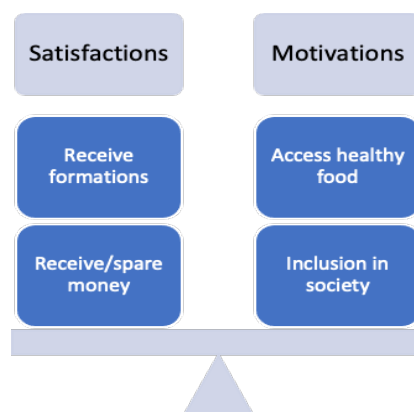 Satisfactions
Motivations
Receive
formations
Access healthy
food
Receive/spare
money
Inclusion in
society